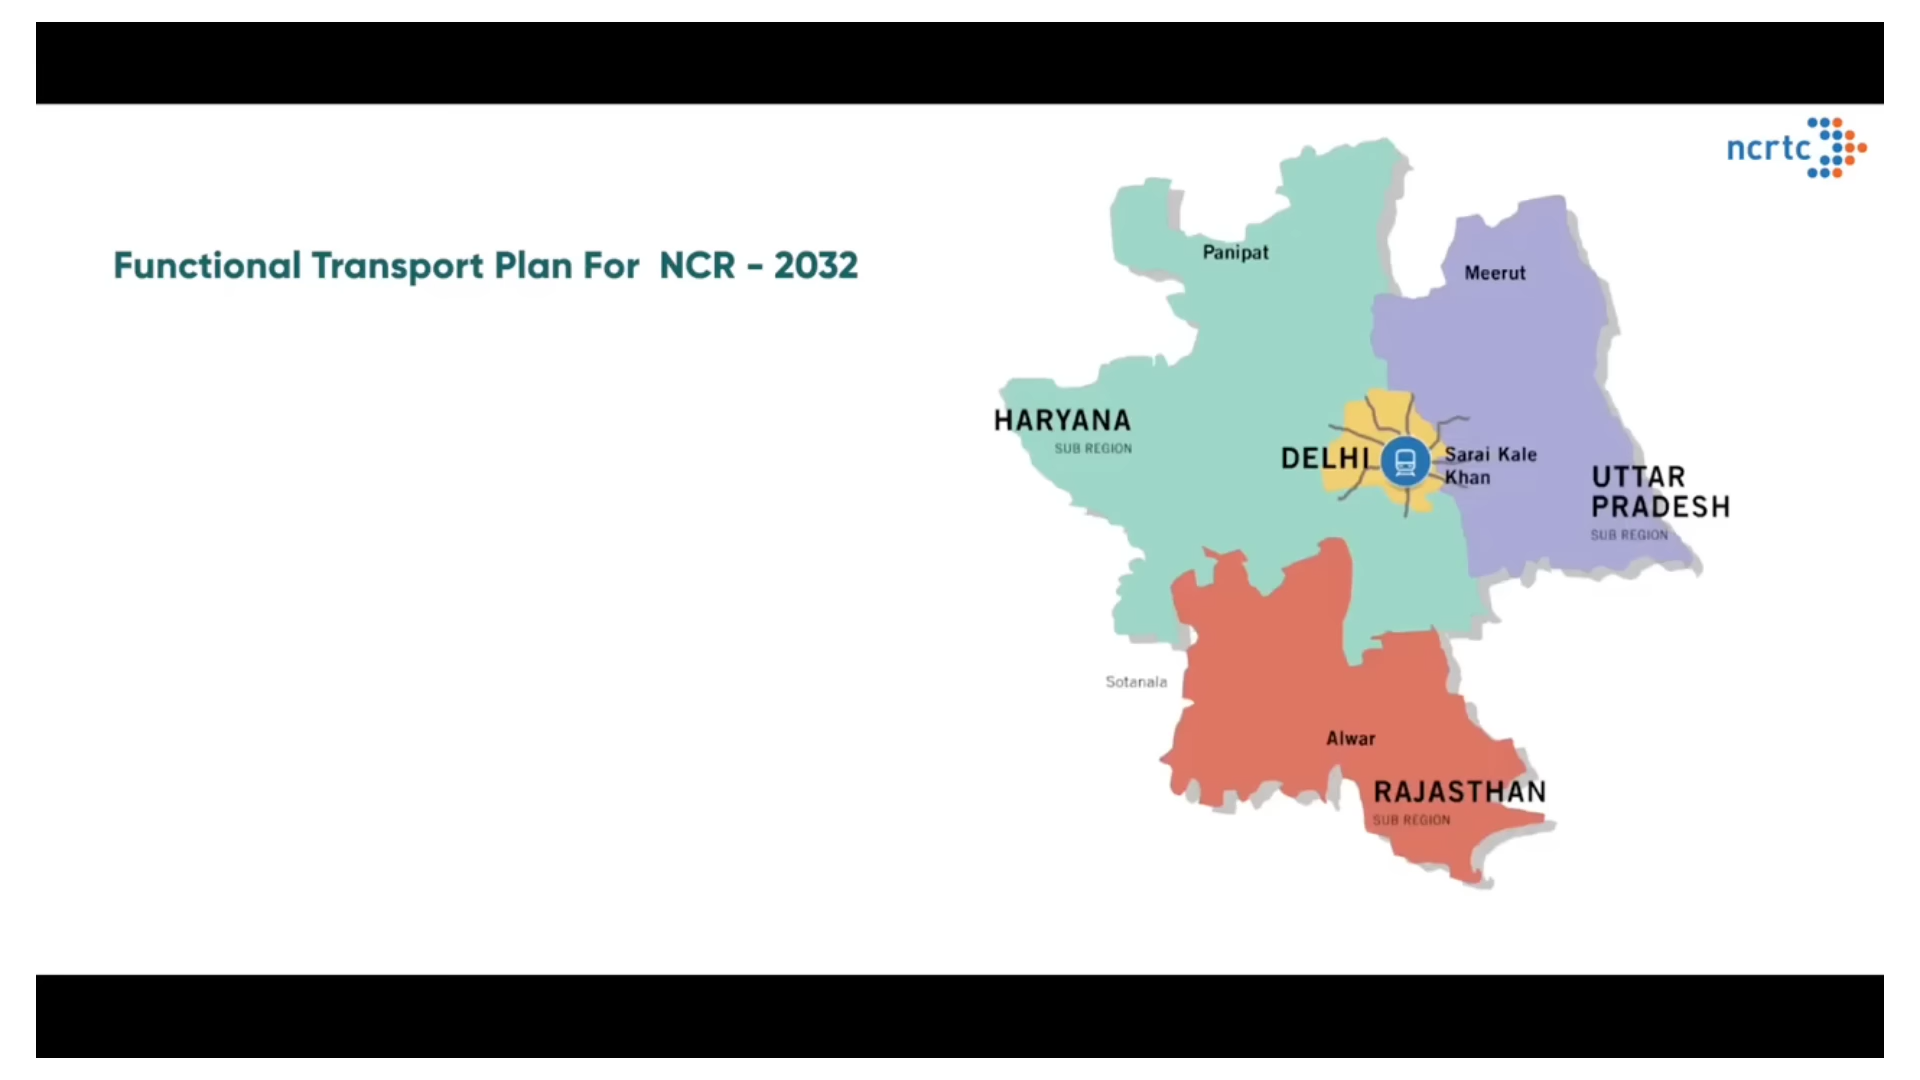 ncrtc
Functional Transport Plan For NCR - 2032
Panipat
Meerut
HARYANA
SUB REGION
DELHI
Sarai Kale
Khan
UTTAR
PRADESH
SUB REGION
Sotanala
Alwar
RAJASTHAN
SUB REGION